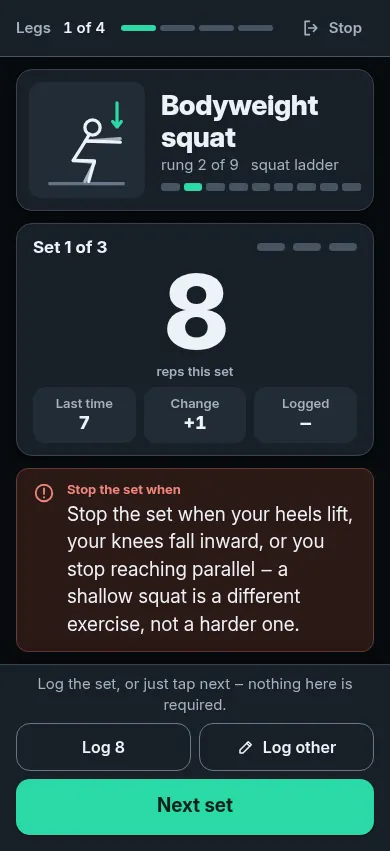 Legs 1 of 4 Stop
Bodyweight
squat
rung 2 of 9 squat ladder
Set 1 of 3
8
reps this set
Last time Change Logged
7 +1 –
Stop the set when
Stop the set when your heels lift,
your knees fall inward, or you
stop reaching parallel – a
shallow squat is a different
exercise, not a harder one.
Log the set, or just tap next – nothing here is
required.
Log 8 Log other
Next set